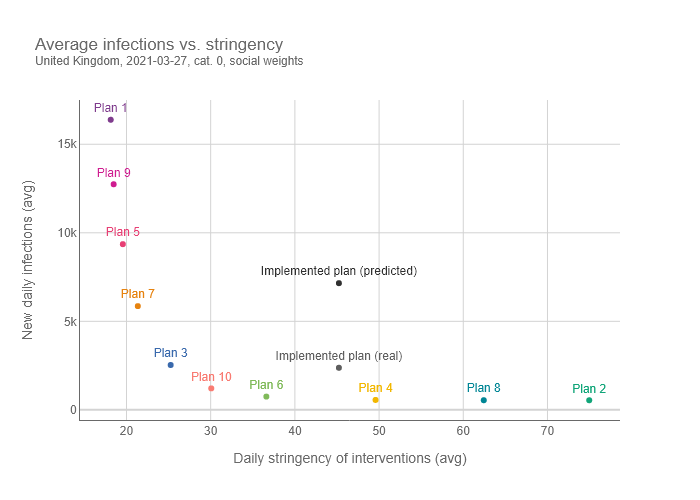 Average infections vs. stringency
United Kingdom, 2021-03-27, cat. 0, social weights
Plan 1
15k
Plan 9
Plan 5
10k
Implemented plan (predicted)
Plan 7
5k
Plan 3
Implemented plan (real)
Plan 10
Plan 6
Plan 4
Plan 8
Plan 2
0
20
30
40
50
60
70
New daily infections (avg)
Daily stringency of interventions (avg)